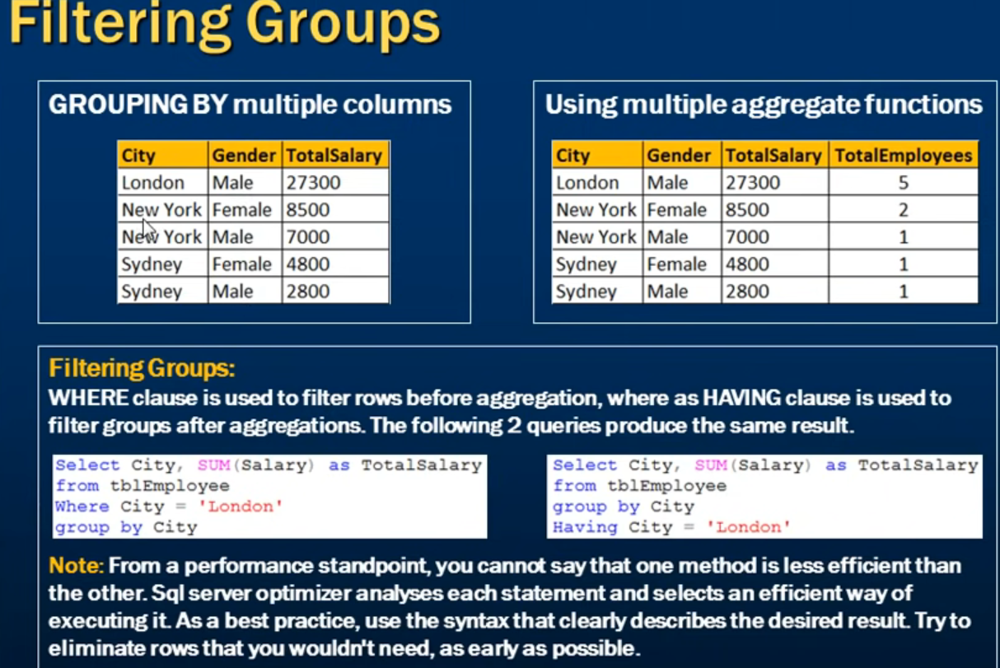 Filtering Groups
GROUPING BY multiple columns
City Gender TotalSalary
London Male 27300
New York Female 8500
New York Male 7000
Sydney Female 4800
Sydney Male 2800
Using multiple aggregate functions
City Gender TotalSalary TotalEmployees
London Male 27300 5
New York Female 8500 2
New York Male 7000 1
Sydney Female 4800 1
Sydney Male 2800 1
Filtering Groups:
WHERE clause is used to filter rows before aggregation, where as HAVING clause is used to
filter groups after aggregations. The following 2 queries produce the same result.
Select City, SUM(Salary) as TotalSalary
from tblEmployee
Where City = 'London'
group by City
Select City, SUM(Salary) as TotalSalary
from tblEmployee
group by City
Having City = 'London'
Note: From a performance standpoint, you cannot say that one method is less efficient than
the other. Sql server optimizer analyses each statement and selects an efficient way of
executing it. As a best practice, use the syntax that clearly describes the desired result. Try to
eliminate rows that you wouldn't need, as early as possible.